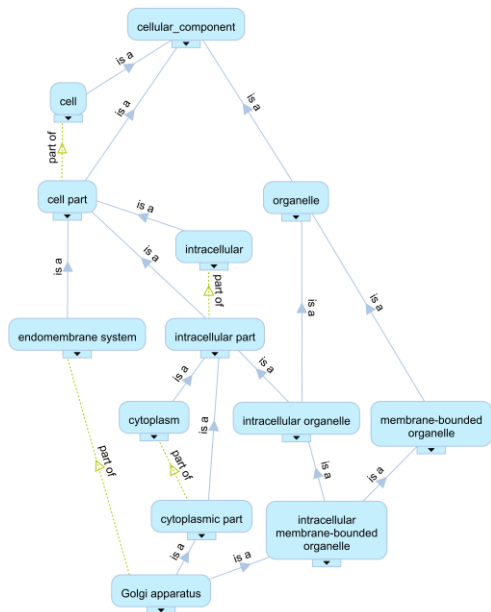 cellular_component
is a
cell
is a
is a
part of
cell part
organelle
is a
intracellular
is a
is a
part of
is a
is a
endomembrane system
intracellular part
is a
is a
cytoplasm
intracellular organelle
membrane-bounded
organelle
is a
part of
part of
is a
is a
cytoplasmic part
intracellular
membrane-bounded
organelle
is a
is a
Golgi apparatus